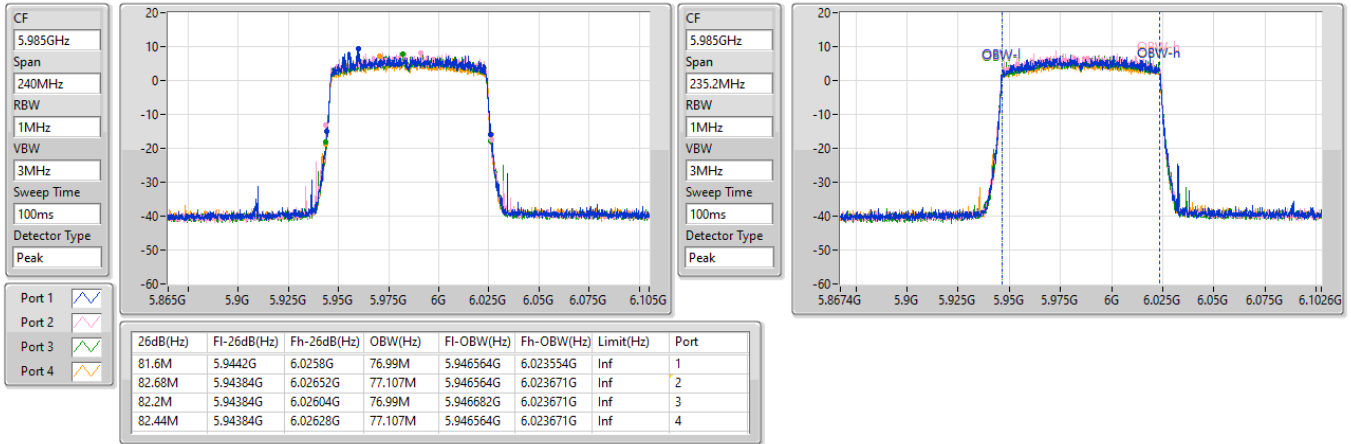 CF
5.985GHz
Span
240MHz
RBW
1MHz
VBW
3MHz
Sweep Time
100ms
Detector Type
Peak
20
10
0
-10
-20
-30
-40
-50
-60
5.865G 5.9G 5.925G 5.95G 5.975G 6G 6.025G 6.05G 6.075G 6.105G
CF
5.985GHz
Span
235.2MHz
RBW
1MHz
VBW
3MHz
Sweep Time
100ms
Detector Type
Peak
20
10
0
-10
-20
-30
-40
-50
-60
OBW-l OBW-h
5.8674G 5.9G 5.925G 5.95G 5.975G 6G 6.025G 6.05G 6.075G 6.1026G
Port 1
Port 2
Port 3
Port 4
26dB(Hz) Fl-26dB(Hz) Fh-26dB(Hz) OBW(Hz) Fl-OBW(Hz) Fh-OBW(Hz) Limit(Hz) Port
81.6M 5.9442G 6.0258G 76.99M 5.946564G 6.023554G Inf 1
82.68M 5.94384G 6.02652G 77.107M 5.946564G 6.023671G Inf 2
82.2M 5.94384G 6.02604G 76.99M 5.946682G 6.023671G Inf 3
82.44M 5.94384G 6.02628G 77.107M 5.946564G 6.023671G Inf 4